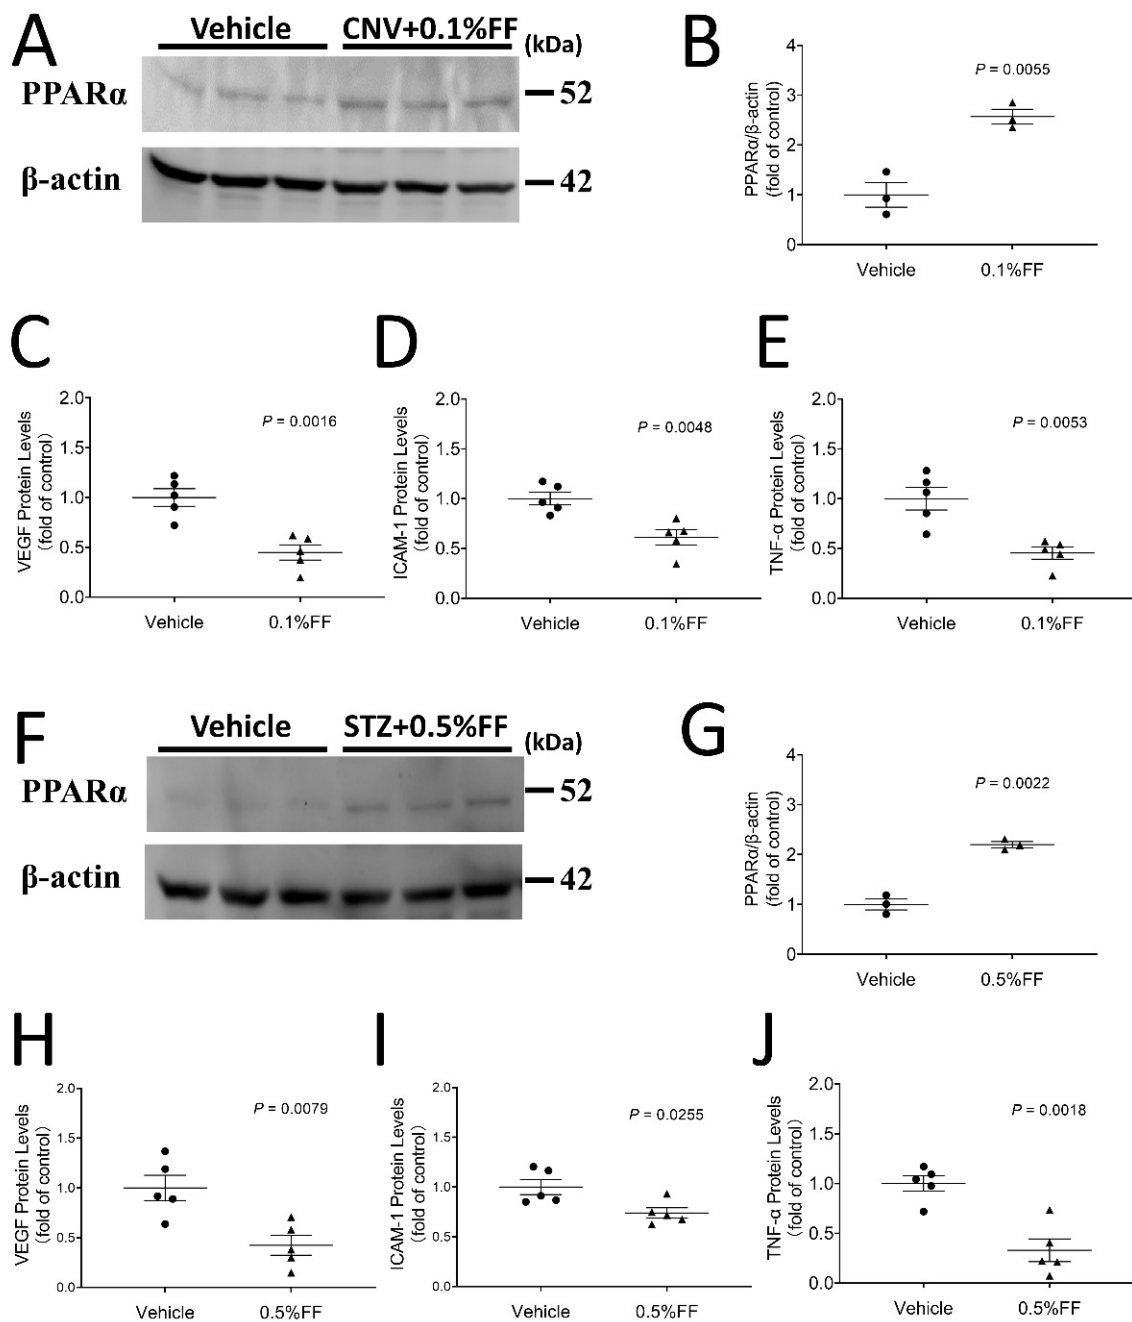 A
Vehicle CNV+0.1%FF (kDa)
PPARα 52
β-actin 42
B
PPARα/β-actin
(fold of control)
4
3
2
1
0
P = 0.0055
Vehicle 0.1%FF
C
VEGF Protein Levels
(fold of control)
2.0
1.5
1.0
0.5
0.0
P = 0.0016
Vehicle 0.1%FF
D
ICAM-1 Protein Levels
(fold of control)
2.0
1.5
1.0
0.5
0.0
P = 0.0048
Vehicle 0.1%FF
E
TNF-α Protein Levels
(fold of control)
2.0
1.5
1.0
0.5
0.0
P = 0.0053
Vehicle 0.1%FF
F
Vehicle STZ+0.5%FF (kDa)
PPARα 52
β-actin 42
G
PPARα/β-actin
(fold of control)
4
3
2
1
0
P = 0.0022
Vehicle 0.5%FF
H
VEGF Protein Levels
(fold of control)
2.0
1.5
1.0
0.5
0.0
P = 0.0079
Vehicle 0.5%FF
I
ICAM-1 Protein Levels
(fold of control)
2.0
1.5
1.0
0.5
0.0
P = 0.0255
Vehicle 0.5%FF
J
TNF-α Protein Levels
(fold of control)
2.0
1.5
1.0
0.5
0.0
P = 0.0018
Vehicle 0.5%FF